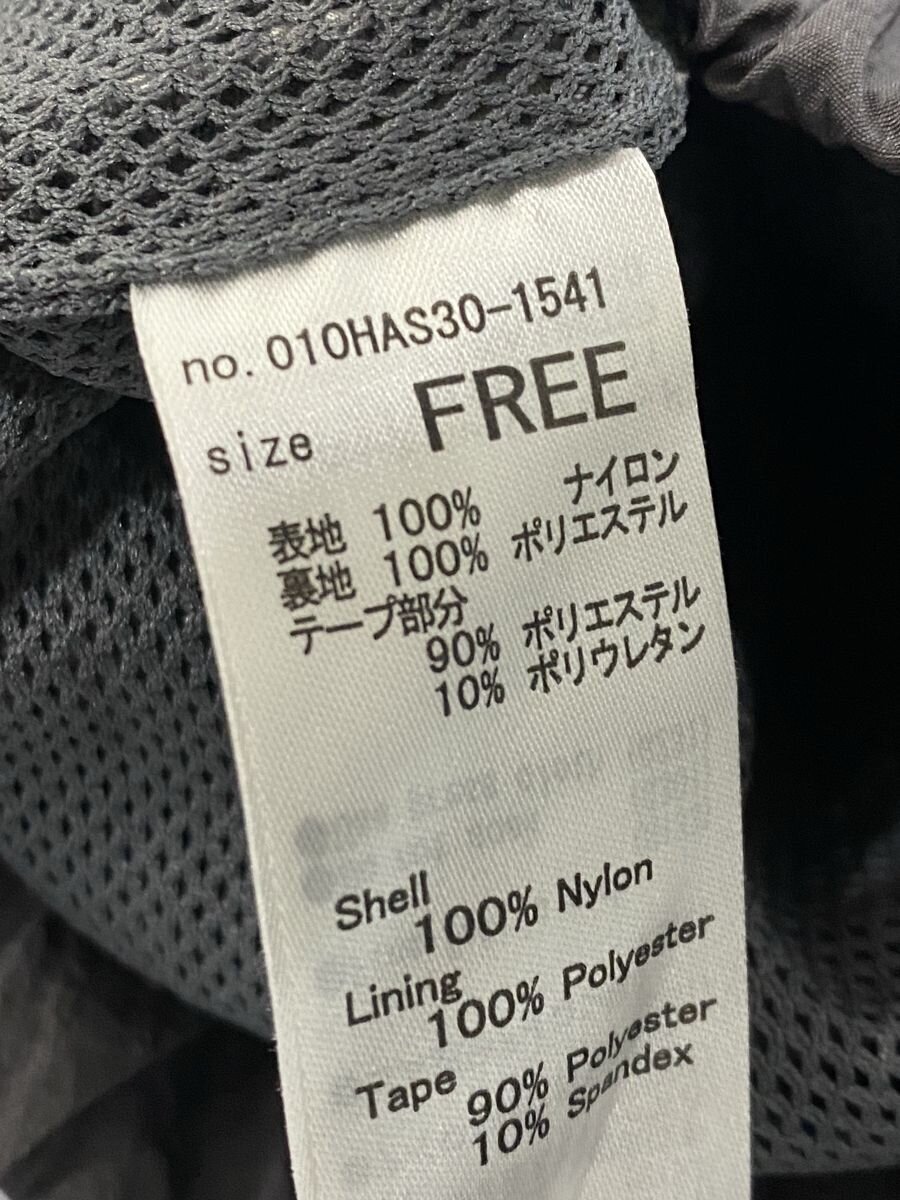 no.010HAS30-1541
size FREE
表地 100% ナイロン
裏地 100% ポリエステル
テープ部分
90% ポリエステル
10% ポリウレタン
Shell
100% Nylon
Lining
100% Polyester
Tape
90% Polyester
10% Spandex